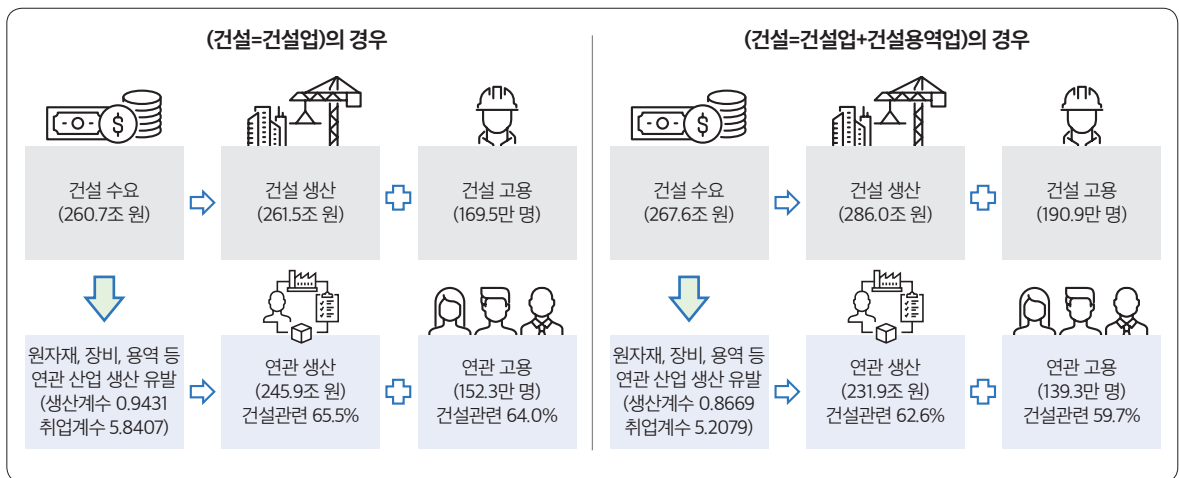 (건설=건설업)의 경우
건설 수요
(260.7조 원)
건설 생산
(261.5조 원)
건설 고용
(169.5만 명)
원자재, 장비, 용역 등
연관 산업 생산 유발
(생산계수 0.9431
취업계수 5.8407)
연관 생산
(245.9조 원)
건설관련 65.5%
연관 고용
(152.3만 명)
건설관련 64.0%
(건설=건설업+건설용역업)의 경우
건설 수요
(267.6조 원)
건설 생산
(286.0조 원)
건설 고용
(190.9만 명)
원자재, 장비, 용역 등
연관 산업 생산 유발
(생산계수 0.8669
취업계수 5.2079)
연관 생산
(231.9조 원)
건설관련 62.6%
연관 고용
(139.3만 명)
건설관련 59.7%